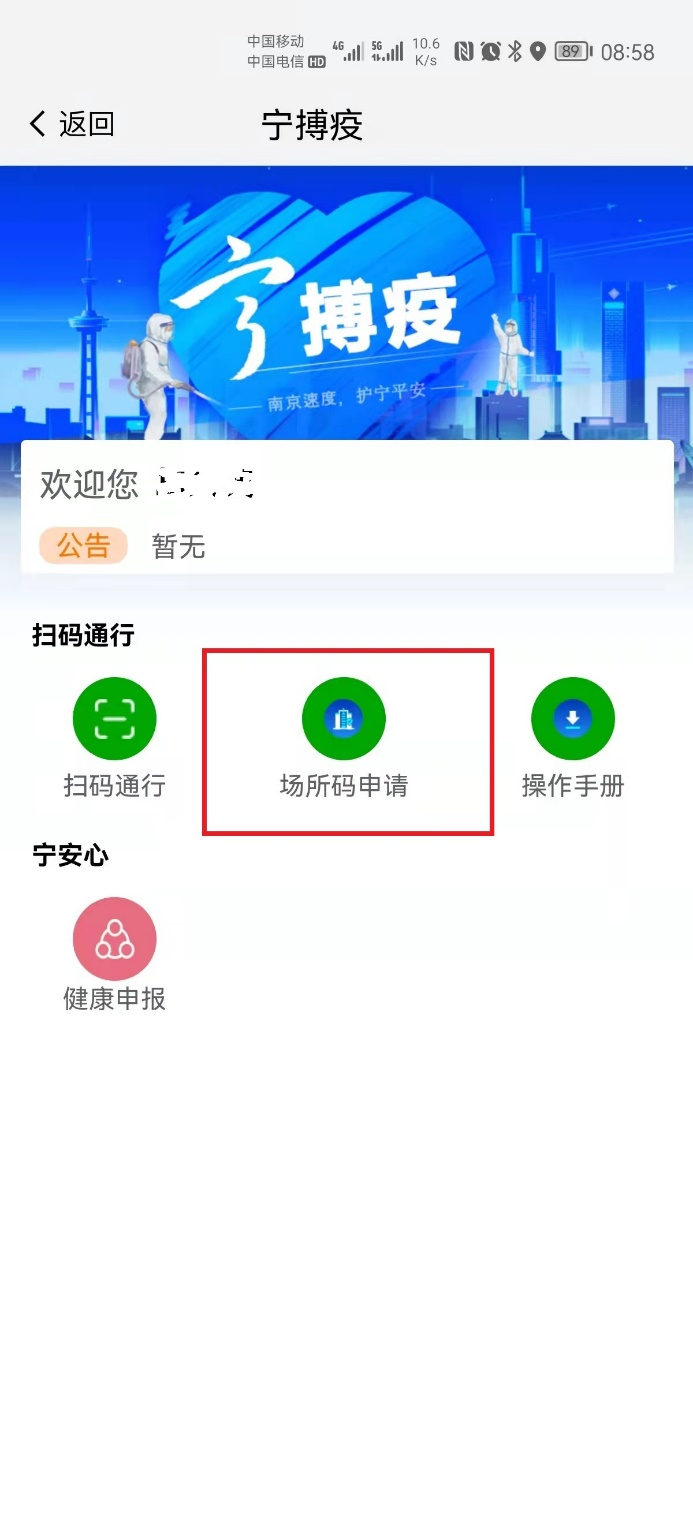 中国移动
中国电信 HD 4G 5G 10.6 K/s 89 08:58
返回 宁搏疫
宁搏疫
南京速度，护宁平安
欢迎您
公告 暂无
扫码通行
扫码通行 场所码申请 操作手册
宁安心
健康申报